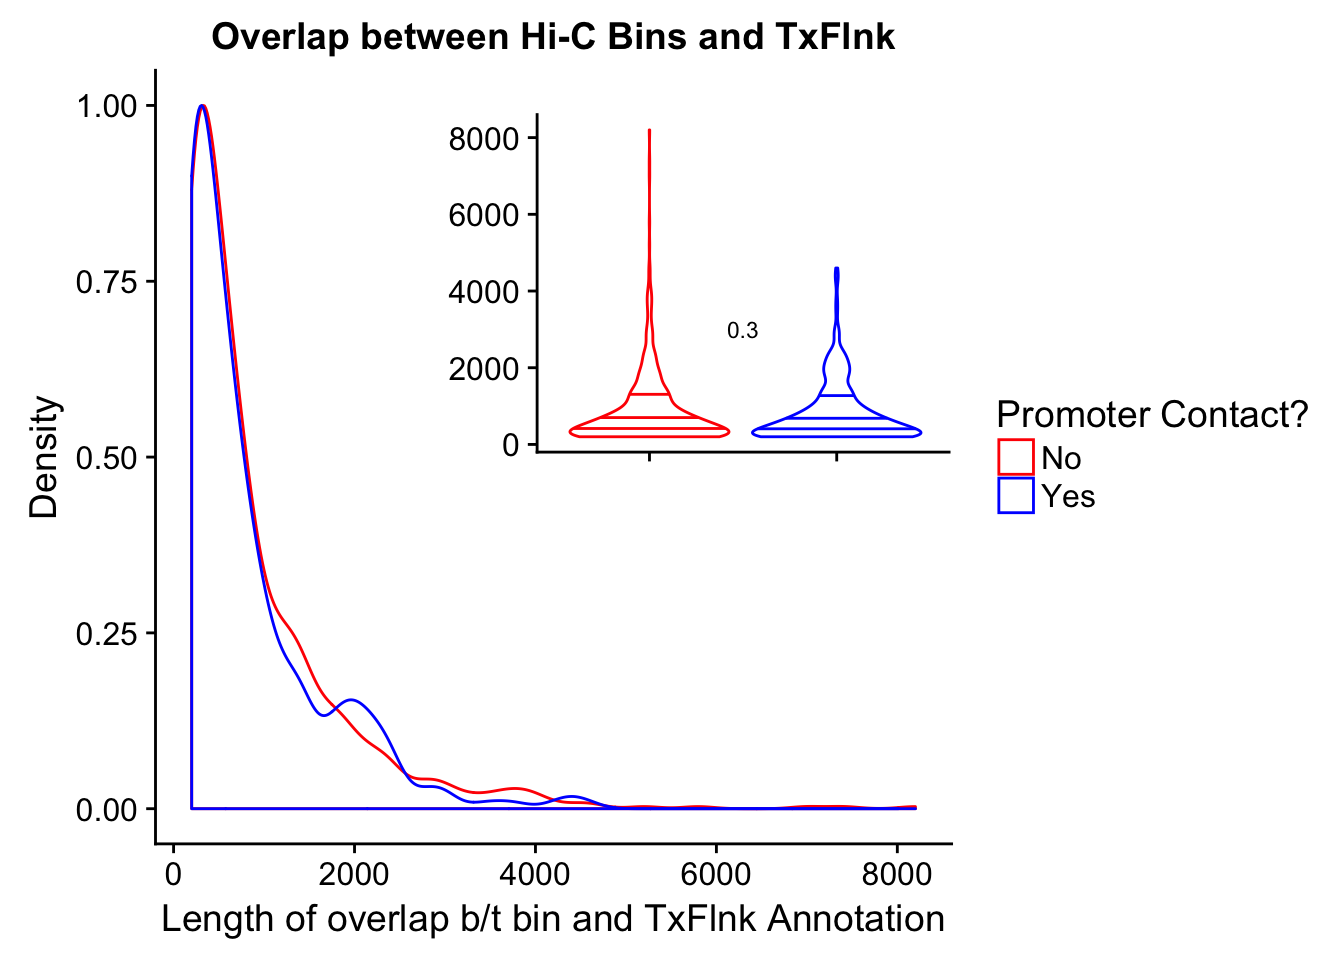 Overlap between Hi-C Bins and TxFlnk
1.00
0.75
0.50
0.25
0.00
Density
8000
6000
4000
2000
0
0.3
Promoter Contact?
No
Yes
0 2000 4000 6000 8000
Length of overlap b/t bin and TxFlnk Annotation